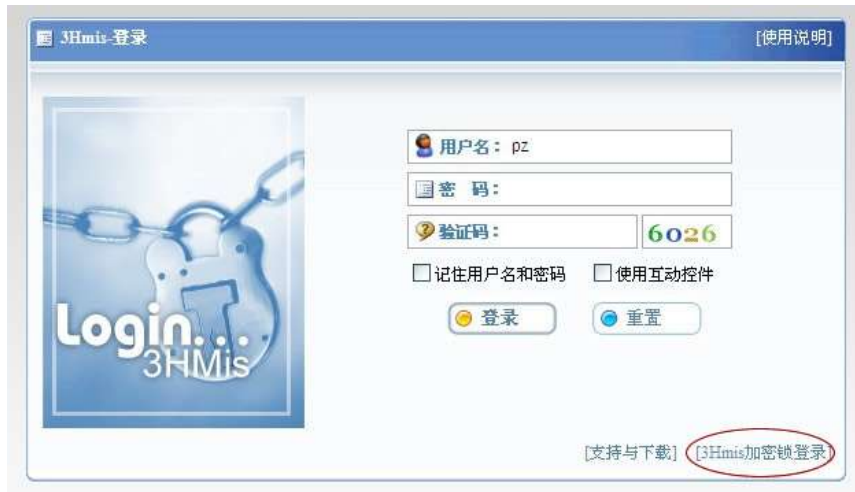 3Hmis-登录
[使用说明]
用户名：pz
密 码：
验证码：
6026
记住用户名和密码
使用互动控件
登录
重置
Login...
3HMis
[支持与下载]
[3Hmis加密锁登录]